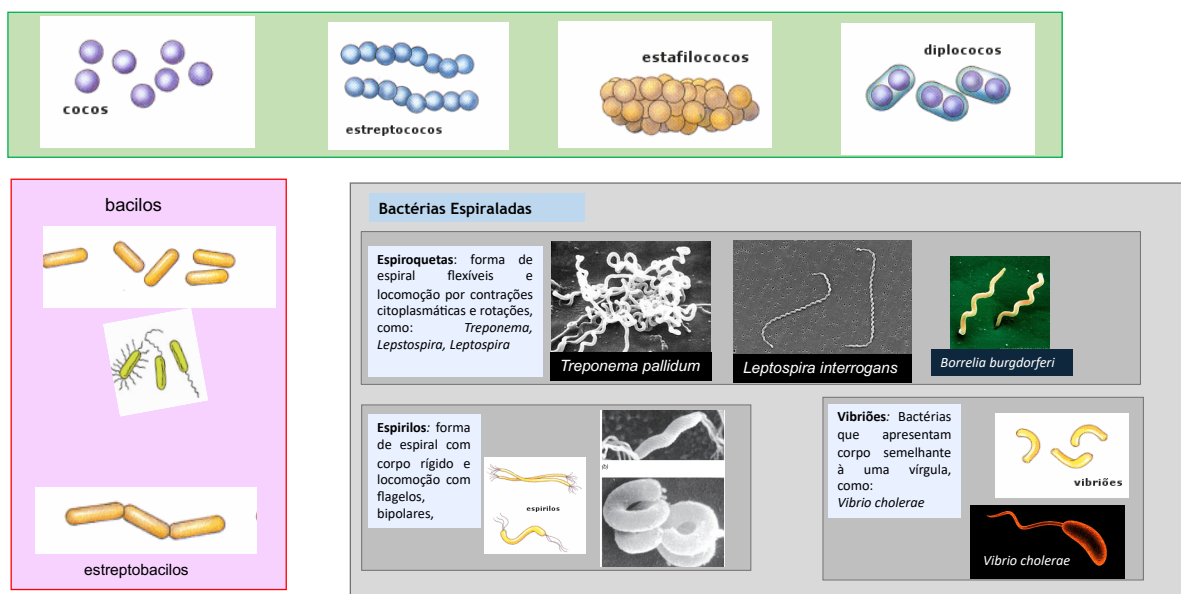 cocos
estreptococos
estafilococos
diplococos
bacilos
estreptobacilos
Bactérias Espiraladas
Espiroquetas: forma de
espiral flexíveis e
locomoção por contrações
citoplasmáticas e rotações,
como: Treponema,
Lepstospira, Leptospira
Treponema pallidum
Leptospira interrogans
Borrelia burgdorferi
Espirilos: forma
de espiral com
corpo rígido e
locomoção com
flagelos,
bipolares,
espirilos
(b)
Vibriões: Bactérias
que apresentam
corpo semelhante
à uma vírgula,
como:
Vibrio cholerae
vibriões
Vibrio cholerae